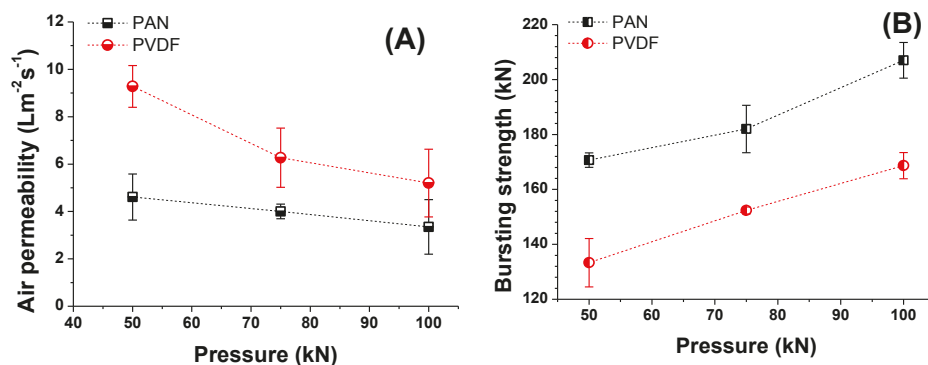 PAN
PVDF
(A)
Air permeability (Lm⁻²s⁻¹)
12
10
8
6
4
2
0
40 50 60 70 80 90 100
Pressure (kN)
PAN
PVDF
(B)
Bursting strength (kN)
220
200
180
160
140
120
50 60 70 80 90 100
Pressure (kN)